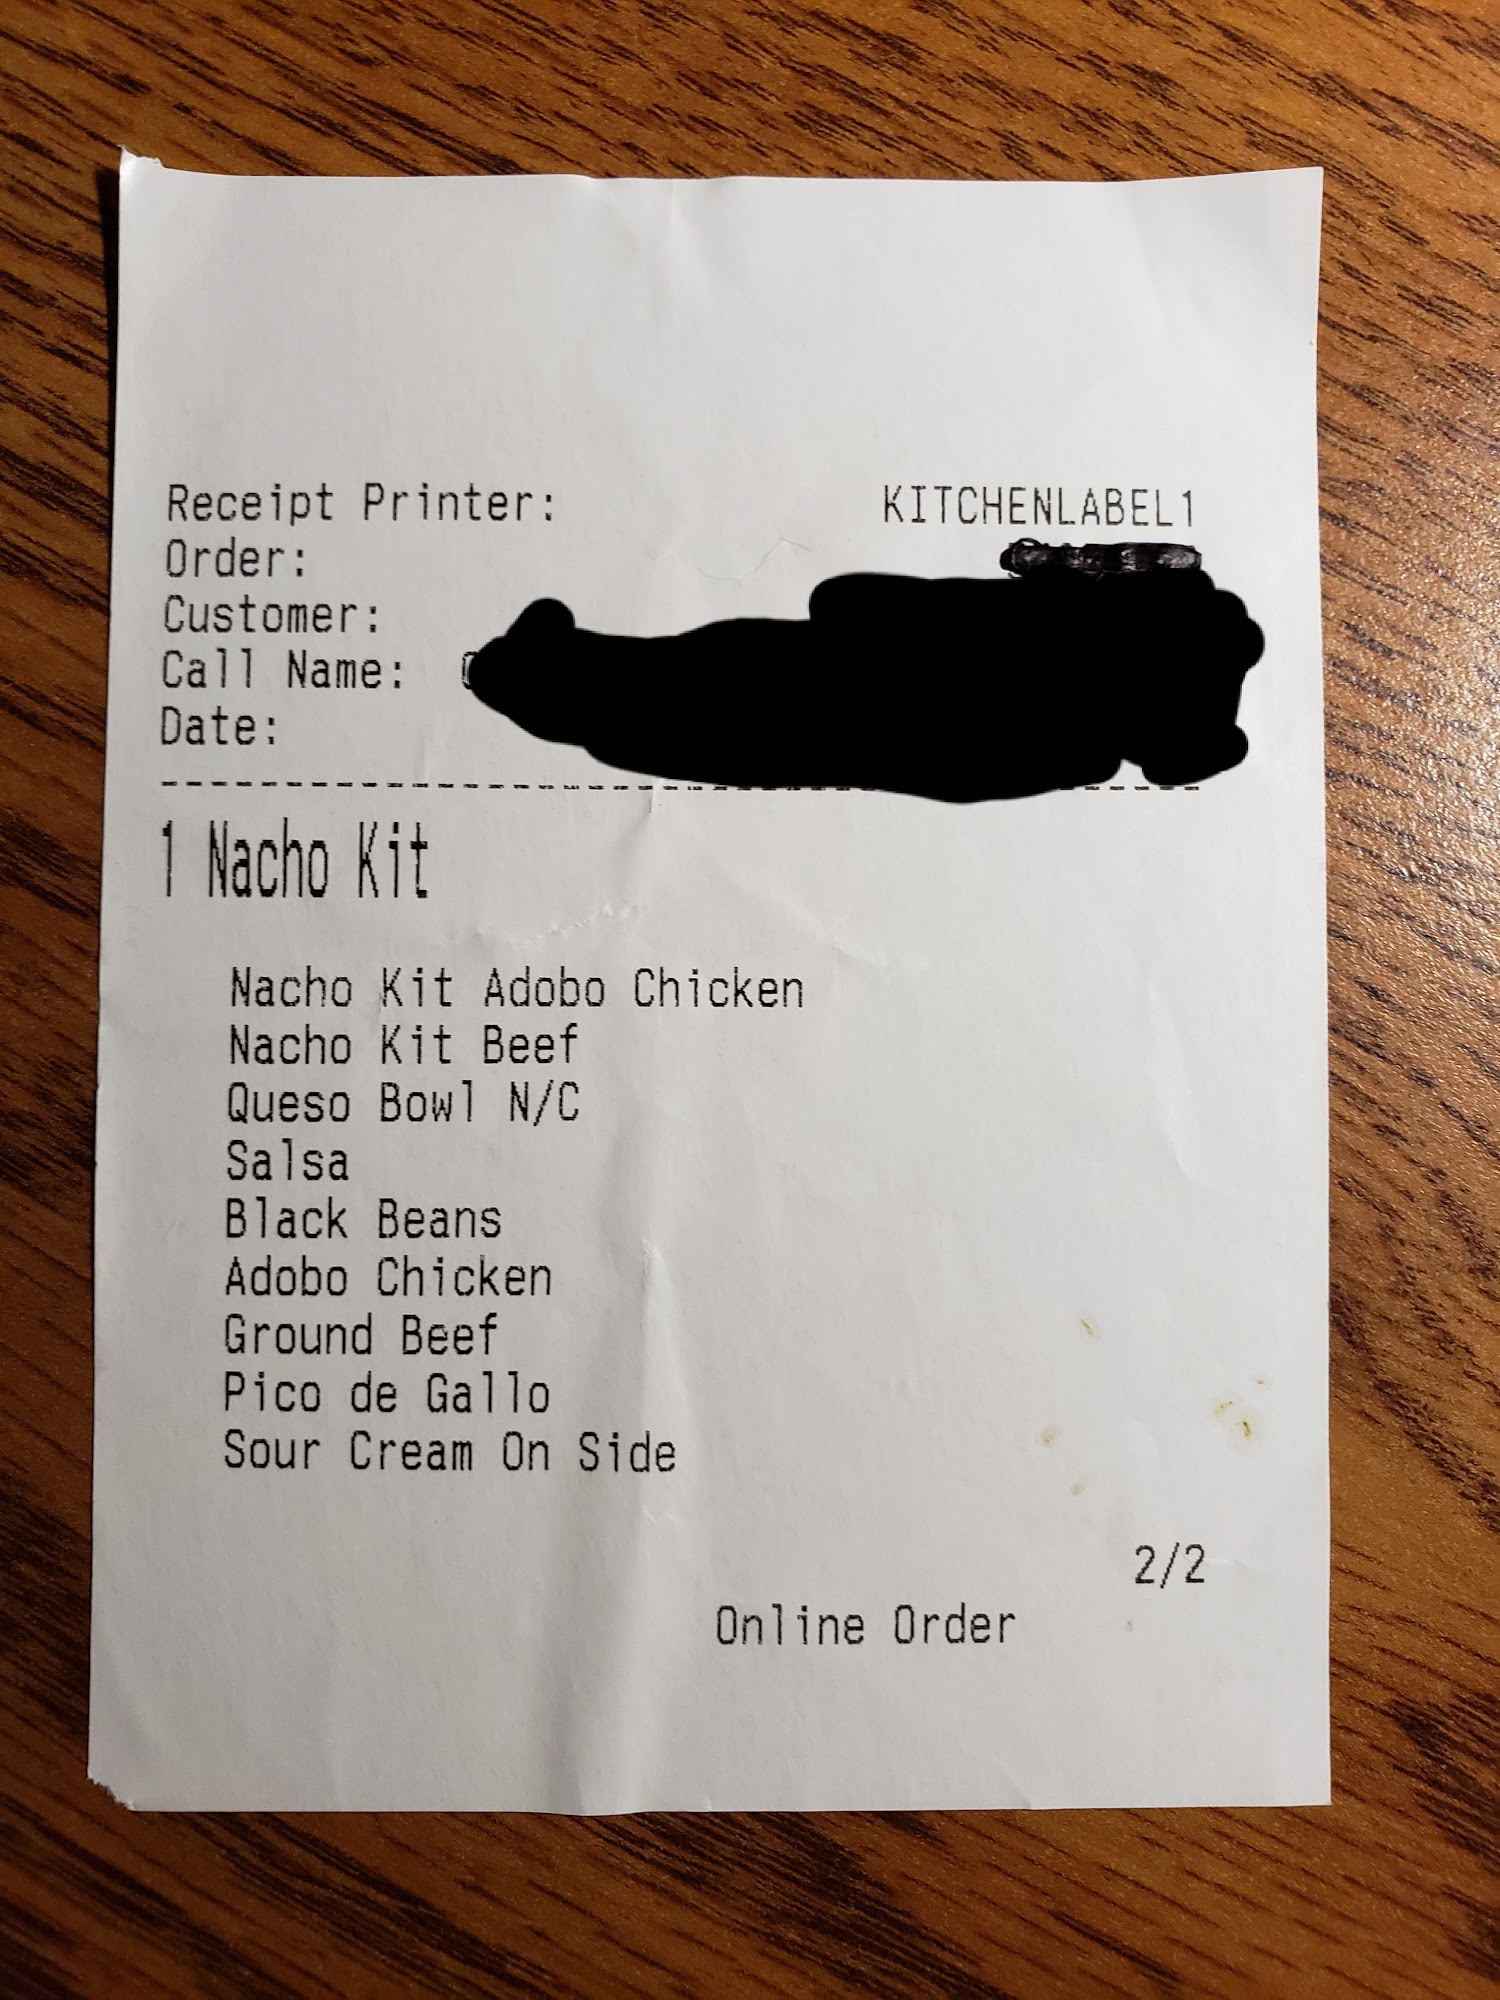 Receipt Printer: KITCHENLABEL1
Order:
Customer:
Call Name:
Date:
1 Nacho Kit
Nacho Kit Adobo Chicken
Nacho Kit Beef
Queso Bowl N/C
Salsa
Black Beans
Adobo Chicken
Ground Beef
Pico de Gallo
Sour Cream On Side
2/2
Online Order